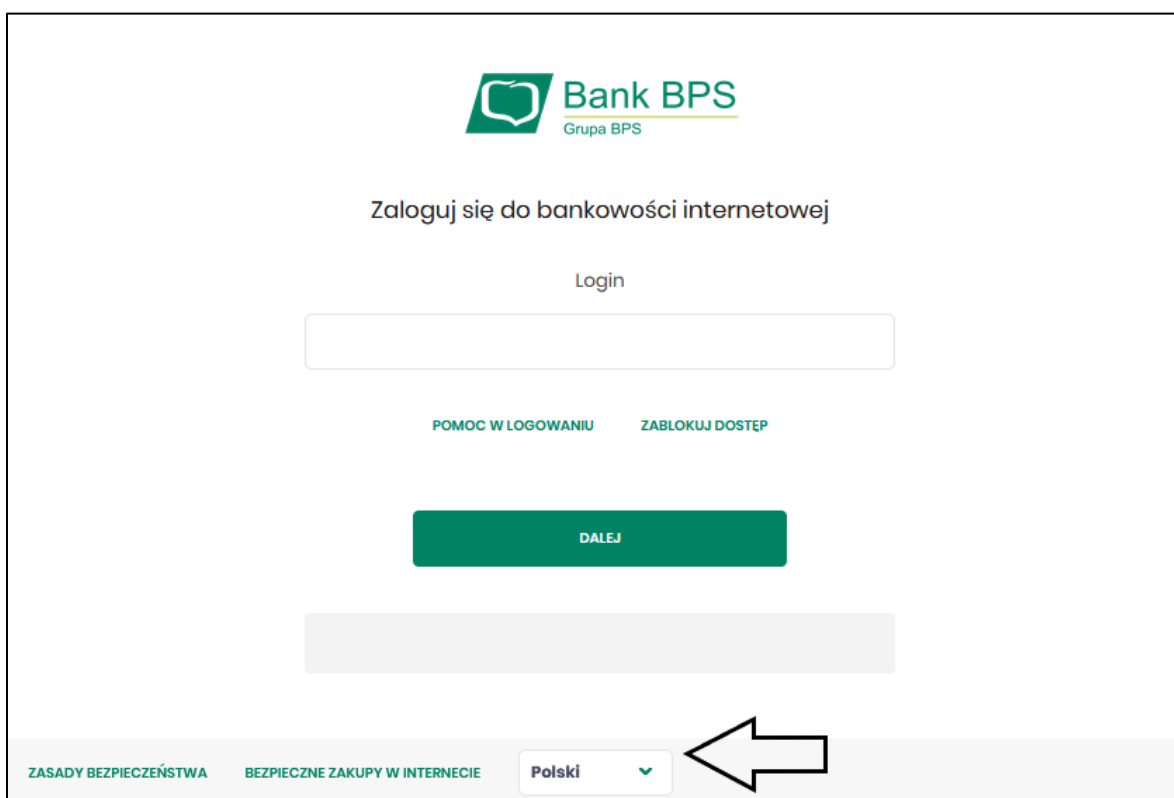 Bank BPS
Grupa BPS
Zaloguj się do bankowości internetowej
Login
POMOC W LOGOWANIU ZABLOKUJ DOSTĘP
DALEJ
ZASADY BEZPIECZEŃSTWA BEZPIECZNE ZAKUPY W INTERNECIE Polski